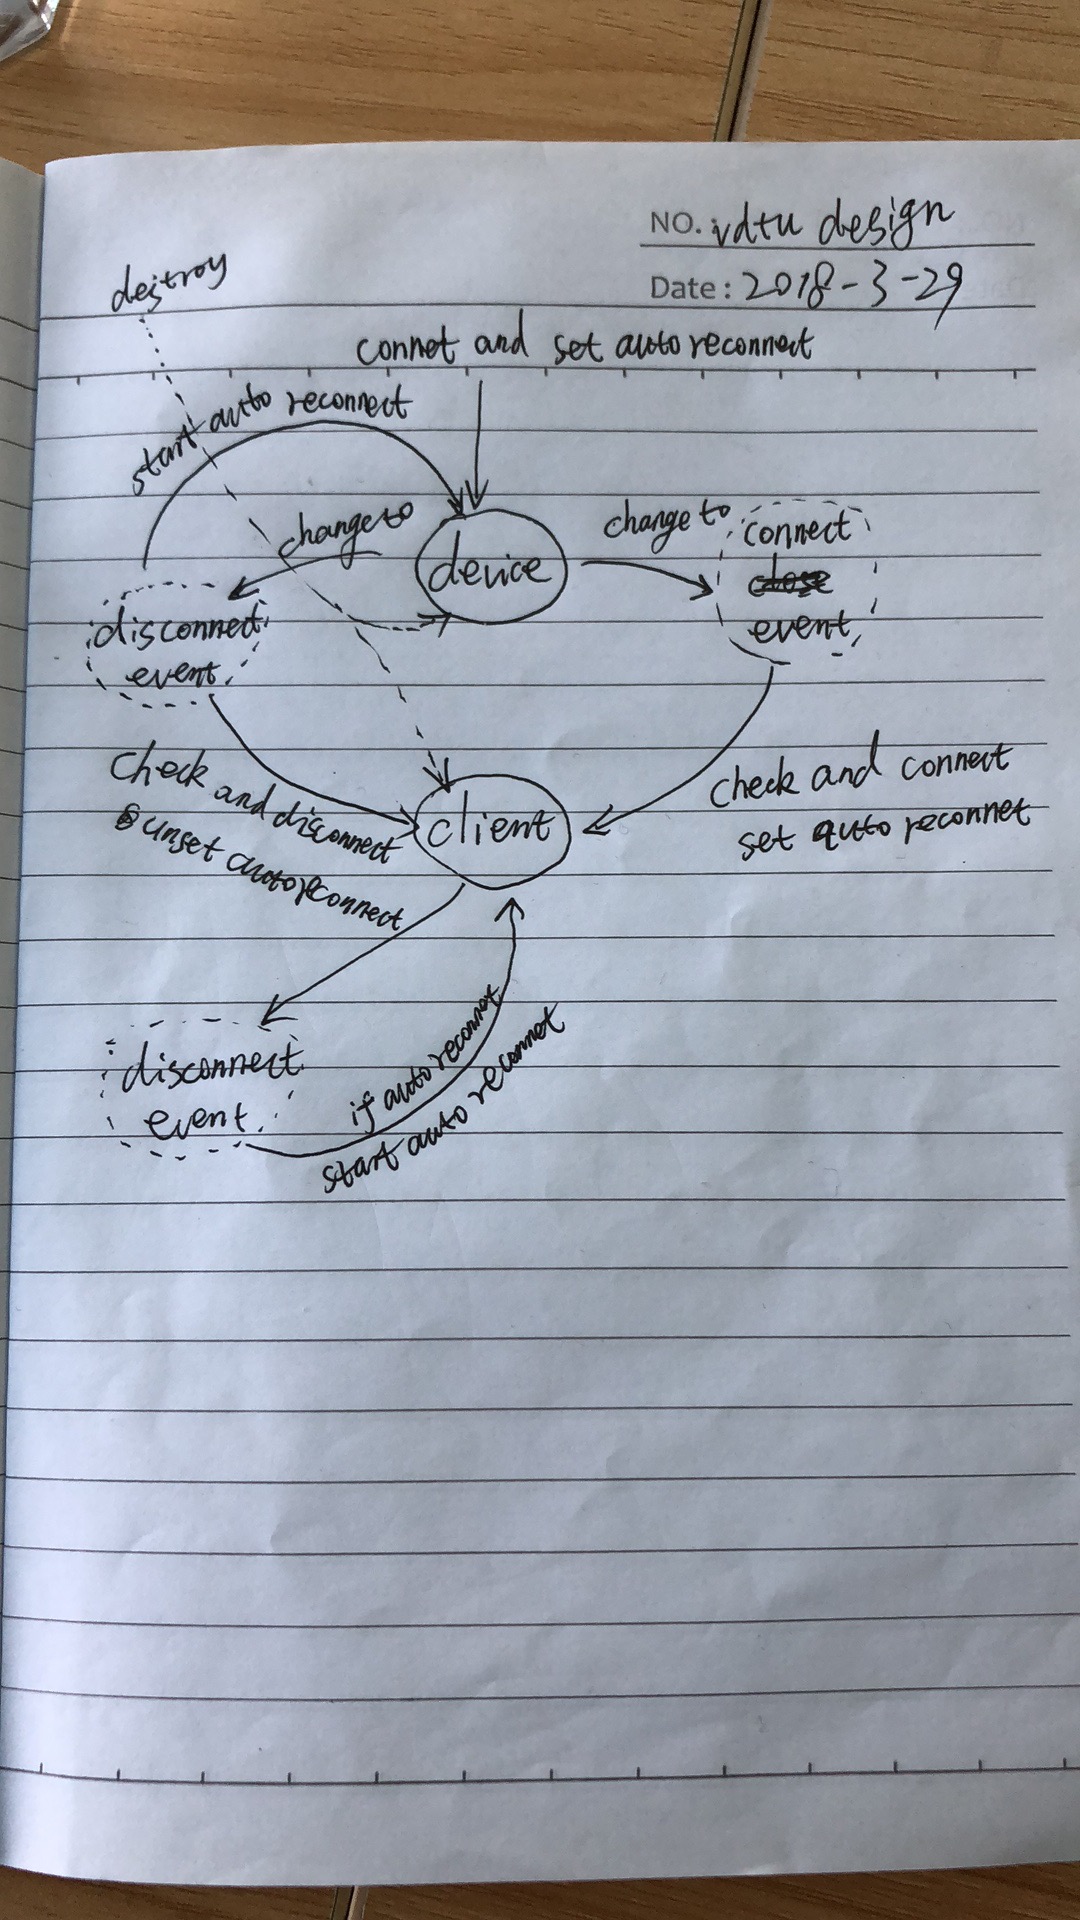 NO. vdtu design
Date: 2018-3-29
destroy
connet and set auto reconnect
start auto reconnect
change to
device
change to
connect
close
event
disconnect
event
check and disconnect
unset auto reconnect
client
check and connect
set auto reconnet
disconnect
event
if auto reconnet
start auto reconnet